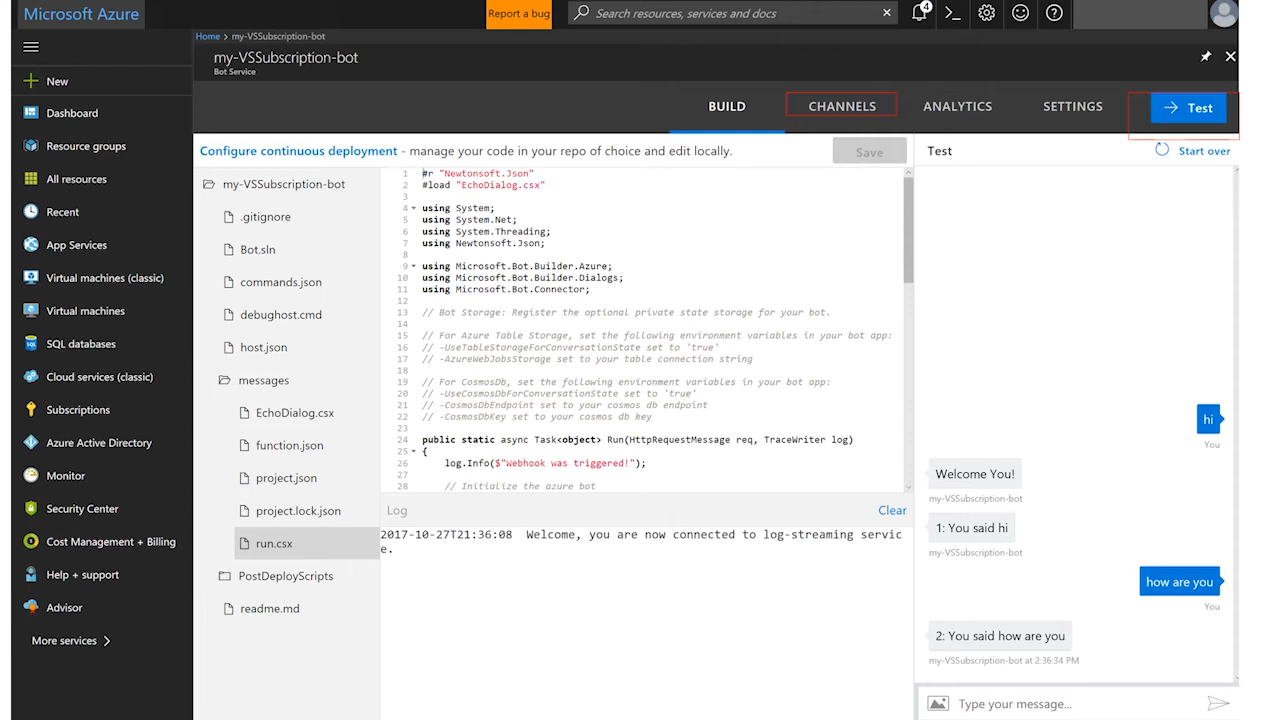 Microsoft Azure
Report a bug
Search resources, services and docs
4
Home > my-VSSubscription-bot
my-VSSubscription-bot
Bot Service
New
Dashboard
Resource groups
All resources
Recent
App Services
Virtual machines (classic)
Virtual machines
SQL databases
Cloud services (classic)
Subscriptions
Azure Active Directory
Monitor
Security Center
Cost Management + Billing
Help + support
Advisor
More services >
BUILD
CHANNELS
ANALYTICS
SETTINGS
Test
Configure continuous deployment - manage your code in your repo of choice and edit locally.
Save
my-VSSubscription-bot
.gitignore
Bot.sln
commands.json
debughost.cmd
host.json
messages
EchoDialog.csx
function.json
project.json
project.lock.json
run.csx
PostDeployScripts
readme.md
1 #r "Newtonsoft.Json"
2 #load "EchoDialog.csx"
3
4 using System;
5 using System.Net;
6 using System.Threading;
7 using Newtonsoft.Json;
8
9 using Microsoft.Bot.Builder.Azure;
10 using Microsoft.Bot.Builder.Dialogs;
11 using Microsoft.Bot.Connector;
12
13 // Bot Storage: Register the optional private state storage for your bot.
14
15 // For Azure Table Storage, set the following environment variables in your bot app:
16 // -UseTableStorageForConversationState set to 'true'
17 // -AzureWebJobsStorage set to your table connection string
18
19 // For CosmosDb, set the following environment variables in your bot app:
20 // -UseCosmosDbForConversationState set to 'true'
21 // -CosmosDbEndpoint set to your cosmos db endpoint
22 // -CosmosDbKey set to your cosmos db key
23
24 public static async Task<object> Run(HttpRequestMessage req, TraceWriter log)
25 {
26 log.Info($"Webhook was triggered!");
27
28 // Initialize the azure bot
Log
Clear
2017-10-27T21:36:08 Welcome, you are now connected to log-streaming servic
e.
Test
Start over
hi
You
Welcome You!
my-VSSubscription-bot
1: You said hi
my-VSSubscription-bot
how are you
You
2: You said how are you
my-VSSubscription-bot at 2:36:34 PM
Type your message...